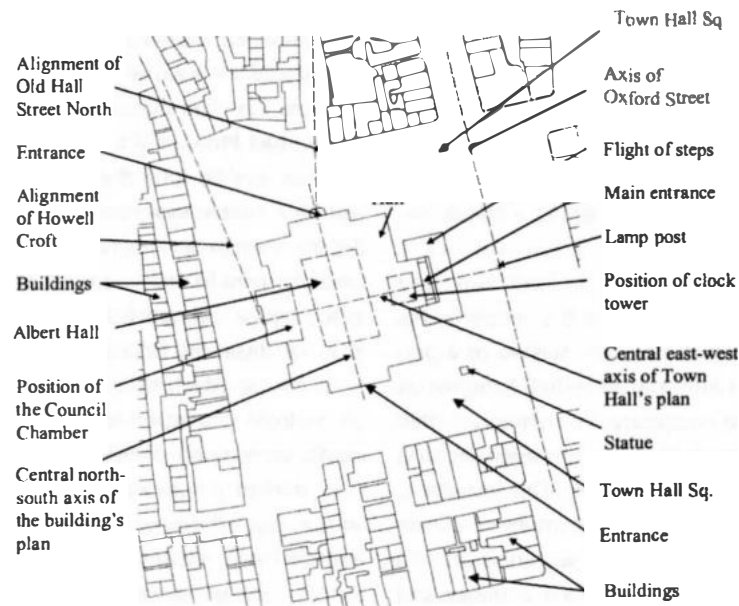 Town Hall Sq
Alignment of
Old Hall
Street North
Axis of
Oxford Street
Entrance
Flight of steps
Alignment
of Howell
Croft
Main entrance
Lamp post
Buildings
Position of clock
tower
Albert Hall
Central east-west
axis of Town
Hall's plan
Position of
the Council
Chamber
Statue
Central north-
south axis of
the building's
plan
Town Hall Sq.
Entrance
Buildings